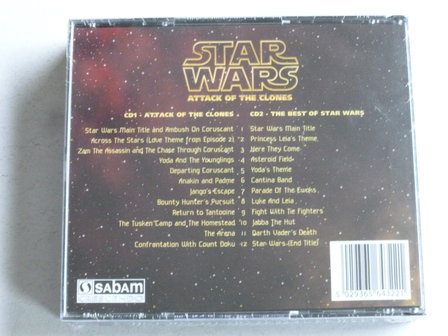 STAR
WARS
ATTACK OF THE CLONES
CD1 - ATTACK OF THE CLONES
Star Wars Main Title and Ambush On Coruscant 1
Across The Stars (Love Theme from Episode 2) 2
Zam The Assassin and The Chase Through Coruscant 3
Yoda And The Younglings 4
Departing Coruscant 5
Anakin and Padme 6
Jango's Escape 7
Bounty Hunter's Pursuit 8
Return to Tantooine 9
The Tusken Camp and The Homestead 10
The Arena 11
Confrantation With Count Doku 12
CD2 - THE BEST OF STAR WARS
Star Wars Main Title
Princess Leia's Theme
Here They Come
Asteroid Field
Yoda's Theme
Cantina Band
Parade Of The Ewoks
Luke And Leia
Fight With Tie Fighters
Jabba The Hut
Darth Vader's Death
Star Wars (End Title)
sabam
5 029365 643221